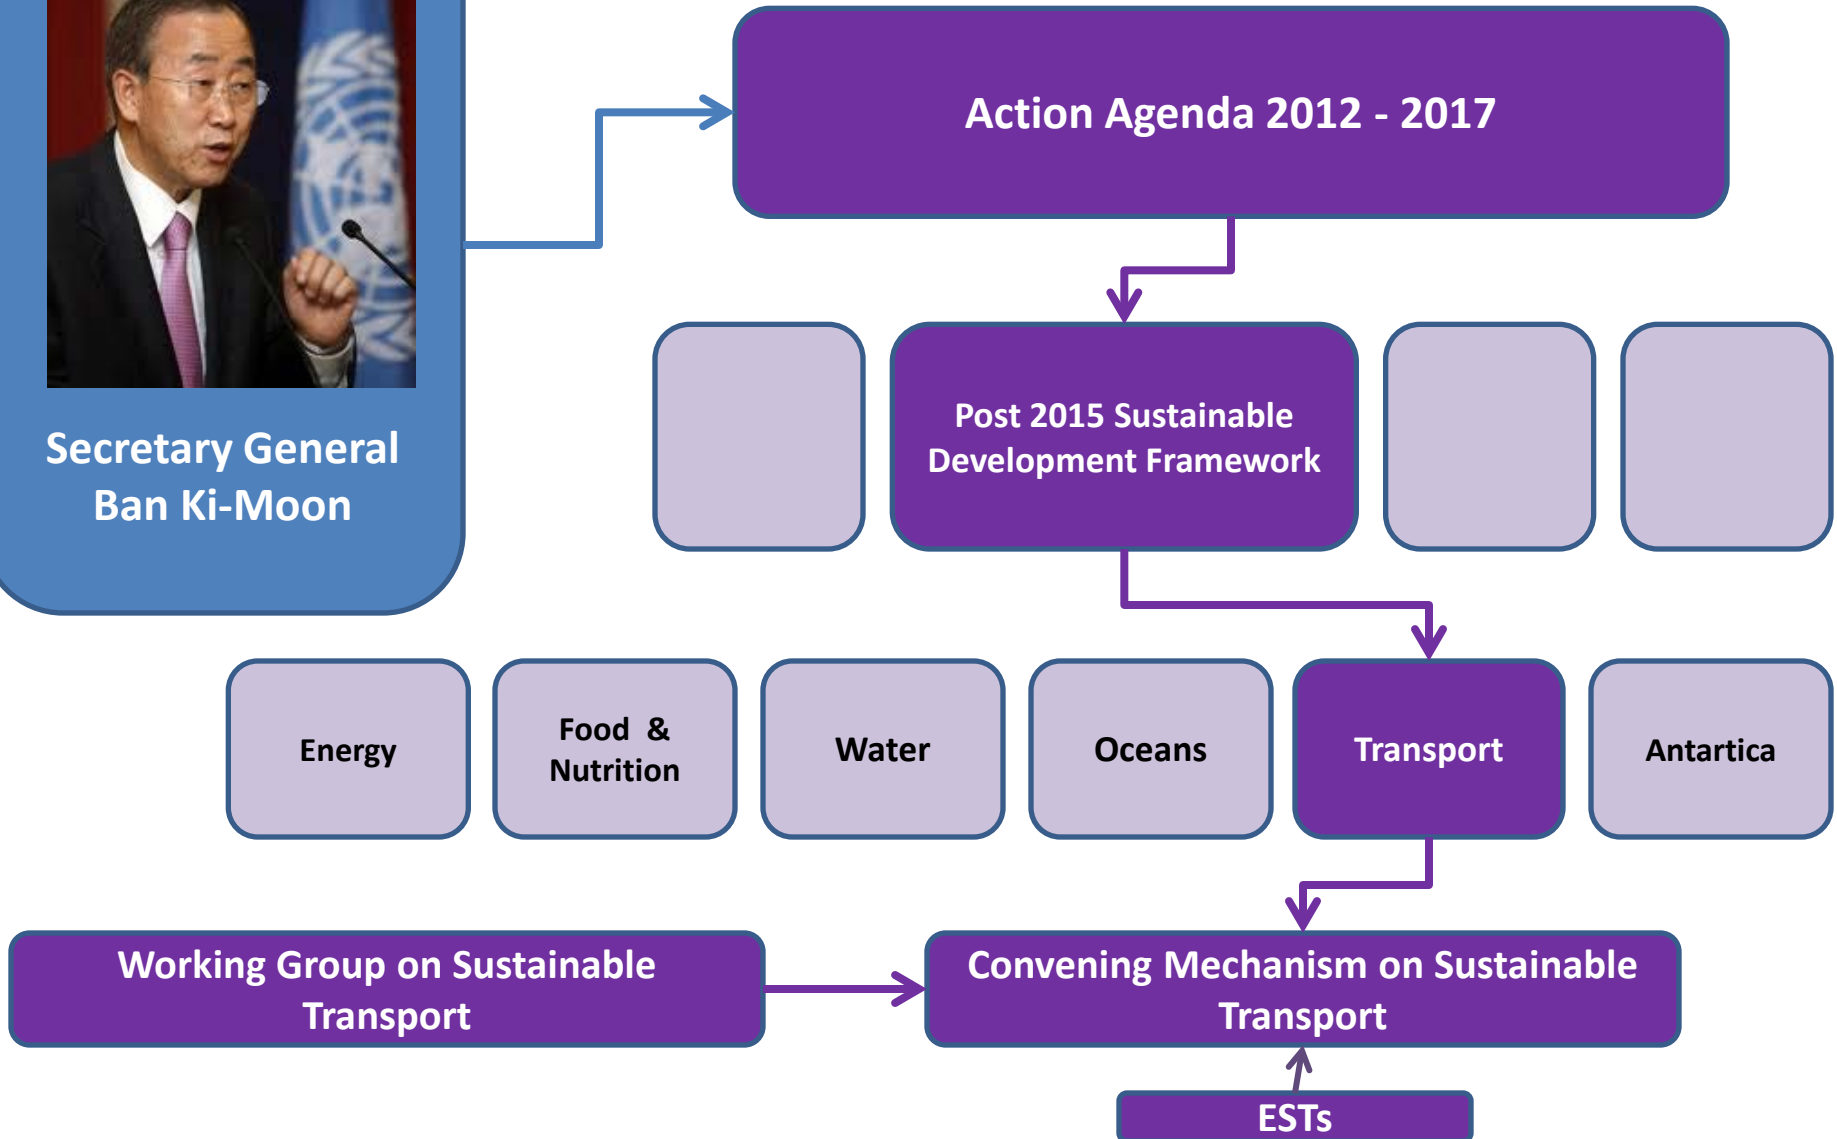 Action Agenda 2012 - 2017
Secretary General
Ban Ki-Moon
Post 2015 Sustainable
Development Framework
Energy
Food  &
Nutrition
Water
Oceans
Transport
Antartica
Working Group on Sustainable
Transport
Convening Mechanism on Sustainable
Transport
ESTs